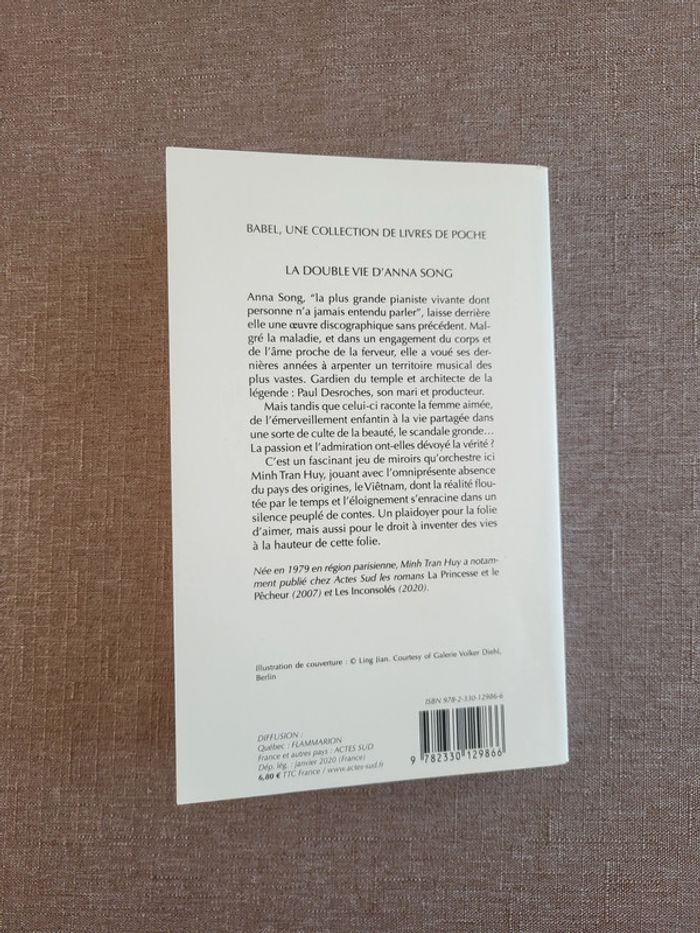 BABEL, UNE COLLECTION DE LIVRES DE POCHE
LA DOUBLE VIE D'ANNA SONG
Anna Song, “la plus grande pianiste vivante dont
personne n'a jamais entendu parler”, laisse derrière
elle une œuvre discographique sans précédent. Mal-
gré la maladie, et dans un engagement du corps et
de l'âme proche de la ferveur, elle a voué ses der-
nières années à arpenter un territoire musical des
plus vastes. Gardien du temple et architecte de la
légende : Paul Desroches, son mari et producteur.
Mais tandis que celui-ci raconte la femme aimée,
de l'émerveillement enfantin à la vie partagée dans
une sorte de culte de la beauté, le scandale gronde...
La passion et l'admiration ont-elles dévoyé la vérité ?
C'est un fascinant jeu de miroirs qu'orchestre ici
Minh Tran Huy, jouant avec l'omniprésente absence
du pays des origines, le Viêtnam, dont la réalité flou-
tée par le temps et l'éloignement s'enracine dans un
silence peuplé de contes. Un plaidoyer pour la folie
d'aimer, mais aussi pour le droit à inventer des vies
à la hauteur de cette folie.
Née en 1979 en région parisienne, Minh Tran Huy a notam-
ment publié chez Actes Sud les romans La Princesse et le
Pêcheur (2007) et Les Inconsolés (2020).
Illustration de couverture : © Ling Jian. Courtesy of Galerie Volker Diehl,
Berlin
ISBN 978-2-330-12986-6
DIFFUSION :
Québec : FLAMMARION
France et autres pays : ACTES SUD
Dép. lég. : janvier 2020 (France)
6,80 € TTC France / www.actes-sud.fr
9 782330 129866